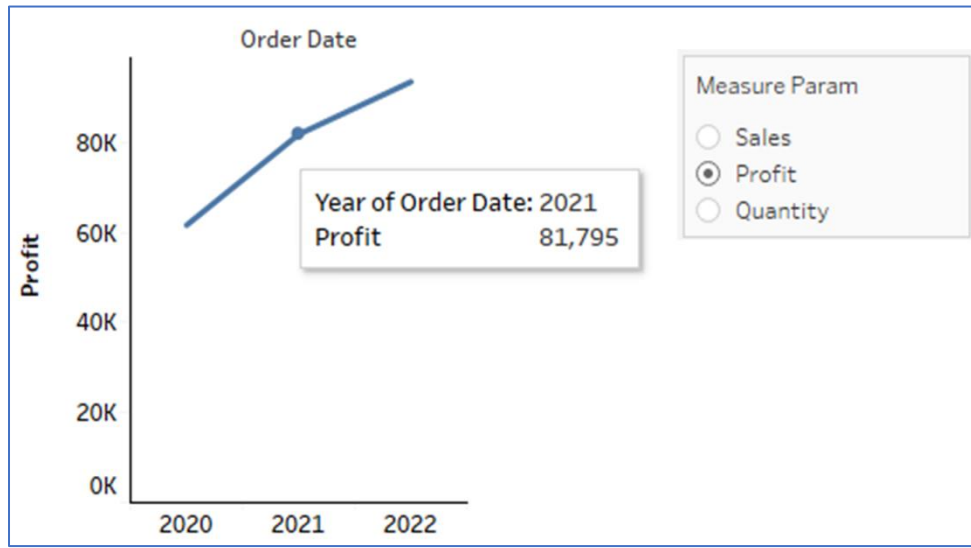 Order Date
80K
60K
40K
20K
0K
Profit
2020 2021 2022
Year of Order Date: 2021
Profit 81,795
Measure Param
Sales
Profit
Quantity